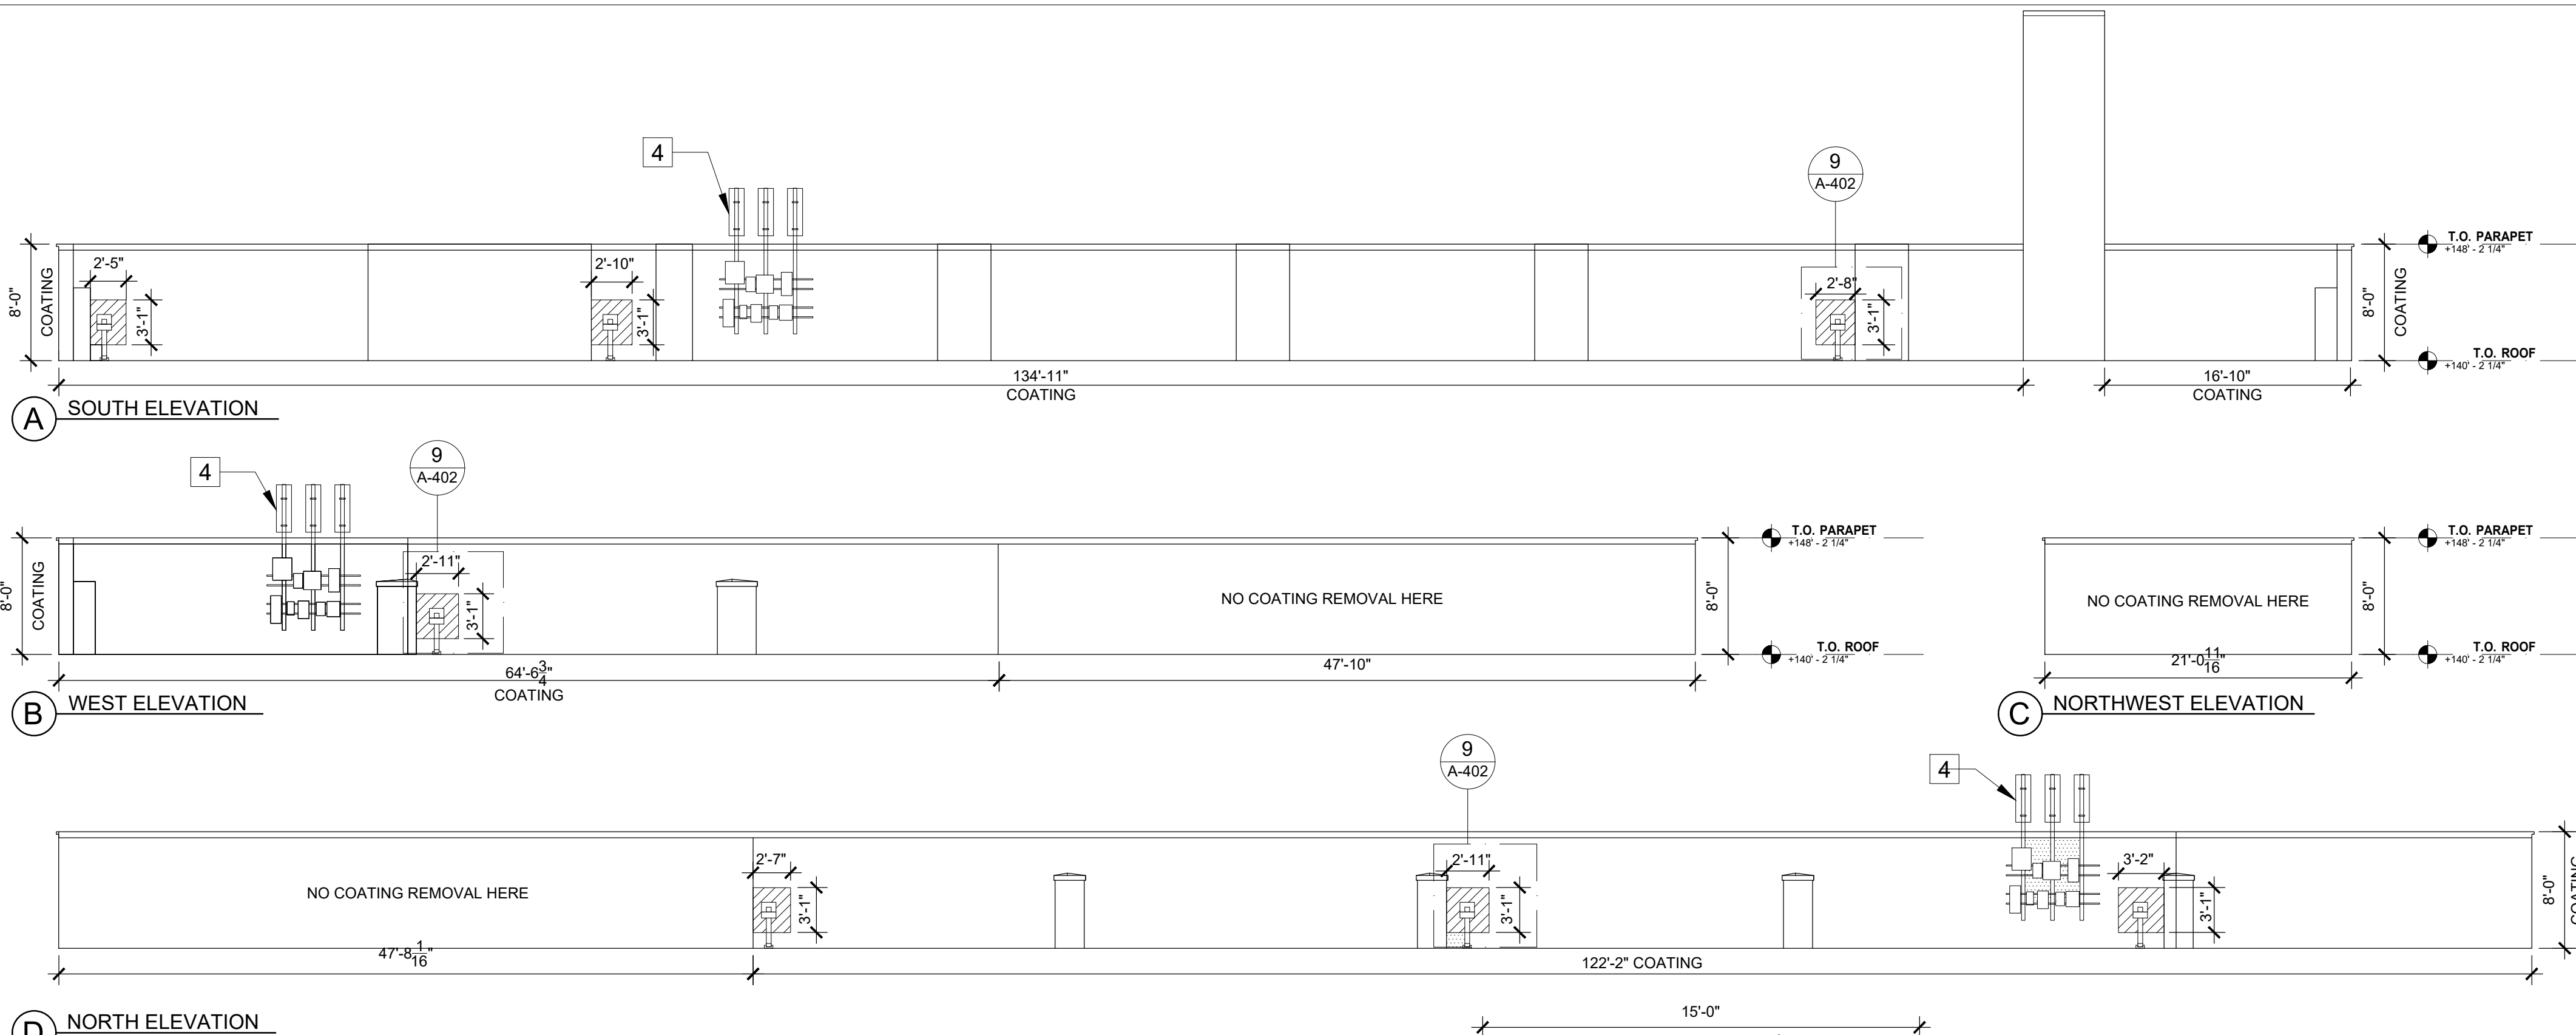 4
9
A-402
T.O. PARAPET
+148' - 2 1/4"
8'-0"
COATING
2'-5"
3'-1"
2'-10"
3'-1"
2'-8"
3'-1"
8'-0"
COATING
T.O. ROOF
+140' - 2 1/4"
134'-11"
COATING
16'-10"
COATING
A
SOUTH ELEVATION
4
9
A-402
8'-0"
COATING
2'-11"
3'-1"
NO COATING REMOVAL HERE
8'-0"
T.O. PARAPET
+148' - 2 1/4"
T.O. ROOF
+140' - 2 1/4"
64'-6 3/4"
COATING
47'-10"
B
WEST ELEVATION
NO COATING REMOVAL HERE
8'-0"
T.O. PARAPET
+148' - 2 1/4"
T.O. ROOF
+140' - 2 1/4"
21'-0 11/16"
C
NORTHWEST ELEVATION
9
A-402
4
NO COATING REMOVAL HERE
2'-7"
3'-1"
2'-11"
3'-1"
3'-2"
3'-1"
8'-0"
COATING
47'-8 1/16"
122'-2" COATING
D
NORTH ELEVATION
15'-0"